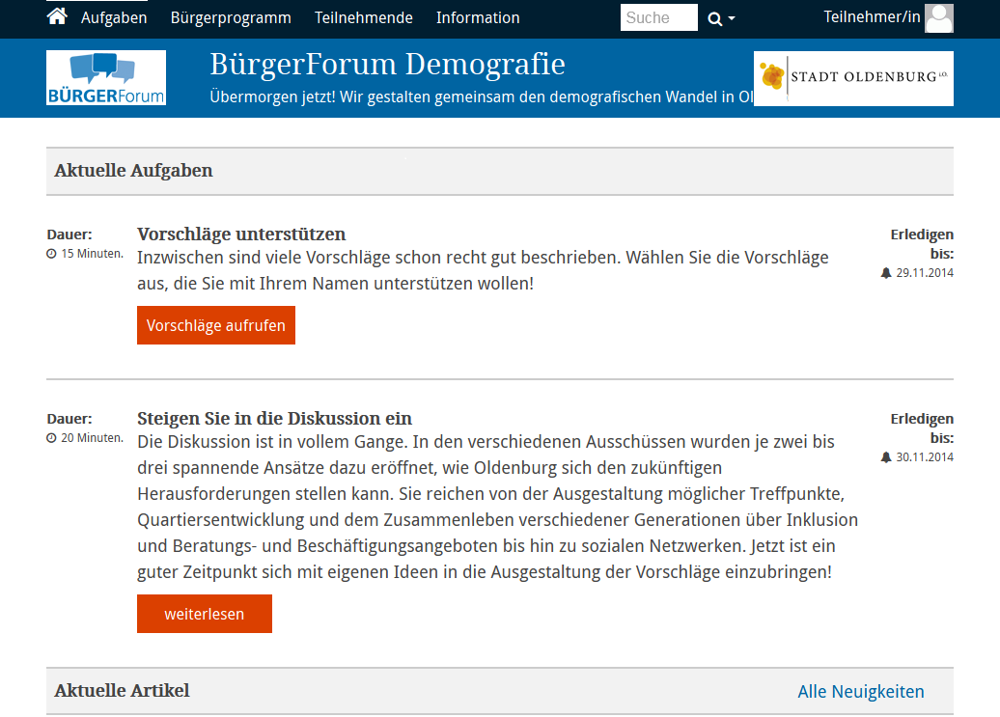 Aufgaben Bürgerprogramm Teilnehmende Information Suche Teilnehmer/in
BÜRGERForum
BürgerForum Demografie
Übermorgen jetzt! Wir gestalten gemeinsam den demografischen Wandel in Ol
STADT OLDENBURG i.O.
Aktuelle Aufgaben
Dauer:
15 Minuten.
Vorschläge unterstützen
Inzwischen sind viele Vorschläge schon recht gut beschrieben. Wählen Sie die Vorschläge
aus, die Sie mit Ihrem Namen unterstützen wollen!
Vorschläge aufrufen
Erledigen
bis:
29.11.2014
Dauer:
20 Minuten.
Steigen Sie in die Diskussion ein
Die Diskussion ist in vollem Gange. In den verschiedenen Ausschüssen wurden je zwei bis
drei spannende Ansätze dazu eröffnet, wie Oldenburg sich den zukünftigen
Herausforderungen stellen kann. Sie reichen von der Ausgestaltung möglicher Treffpunkte,
Quartiersentwicklung und dem Zusammenleben verschiedener Generationen über Inklusion
und Beratungs- und Beschäftigungsangeboten bis hin zu sozialen Netzwerken. Jetzt ist ein
guter Zeitpunkt sich mit eigenen Ideen in die Ausgestaltung der Vorschläge einzubringen!
weiterlesen
Erledigen
bis:
30.11.2014
Aktuelle Artikel
Alle Neuigkeiten